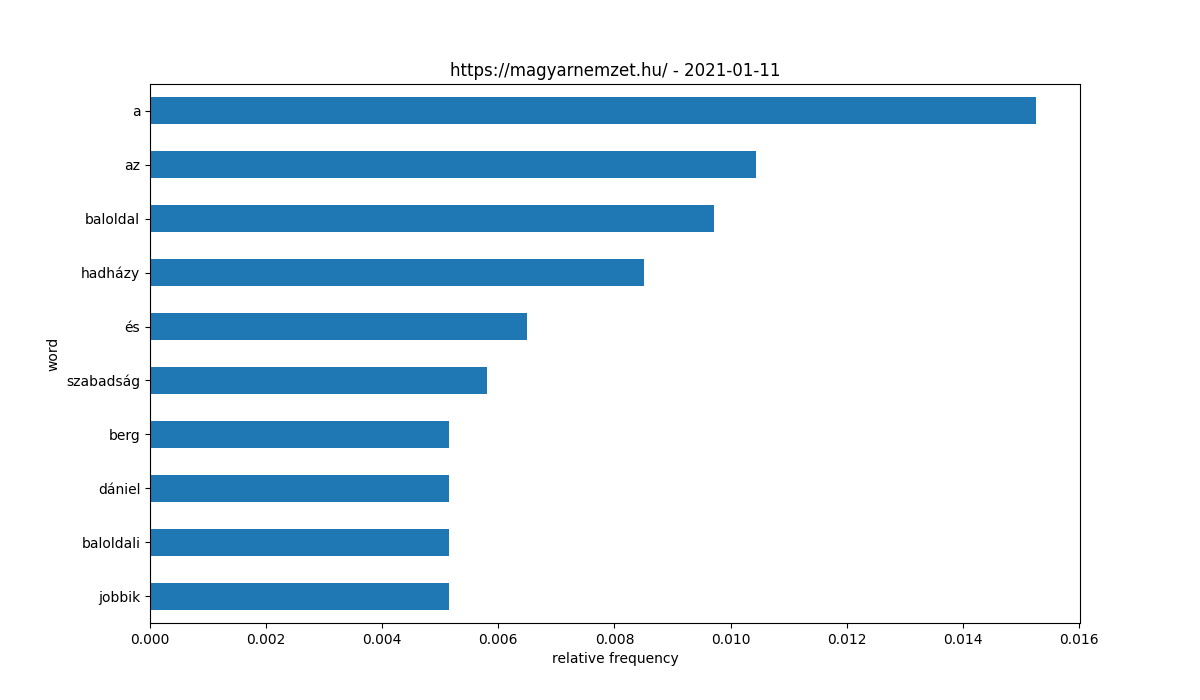 https://magyarnemzet.hu/ - 2021-01-11
a
az
baloldal
hadházy
és
word
szabadság
berg
dániel
baloldali
jobbik
0.000 0.002 0.004 0.006 0.008 0.010 0.012 0.014 0.016
relative frequency